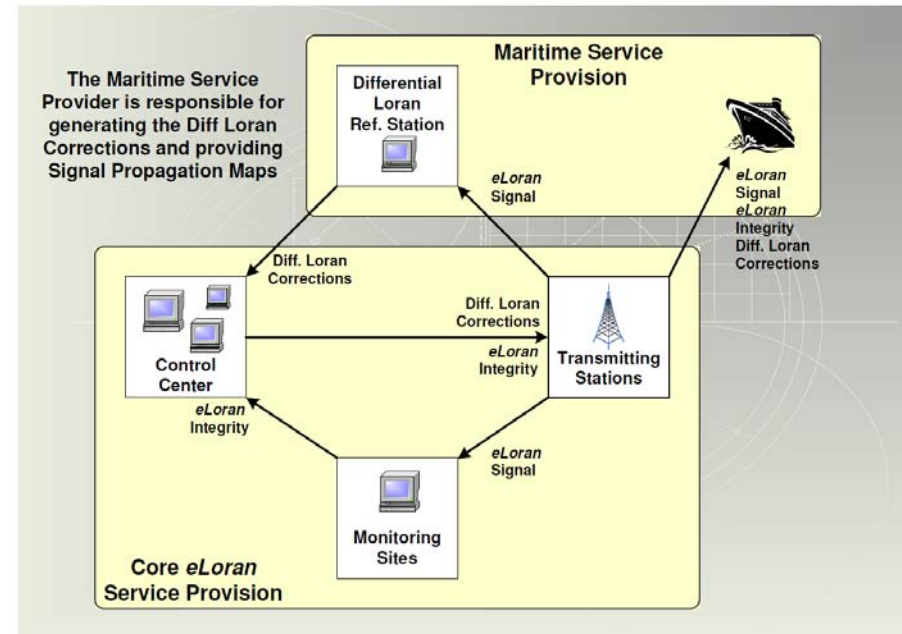 The Maritime Service
Provider is responsible for
generating the Diff Loran
Corrections and providing
Signal Propagation Maps
Maritime Service
Provision
Differential
Loran
Ref. Station
eLoran
Signal
eLoran
Signal
eLoran
Integrity
Diff. Loran
Corrections
Diff. Loran
Corrections
Diff. Loran
Corrections
eLoran
Integrity
Control
Center
Transmitting
Stations
eLoran
Integrity
eLoran
Signal
Monitoring
Sites
Core eLoran
Service Provision